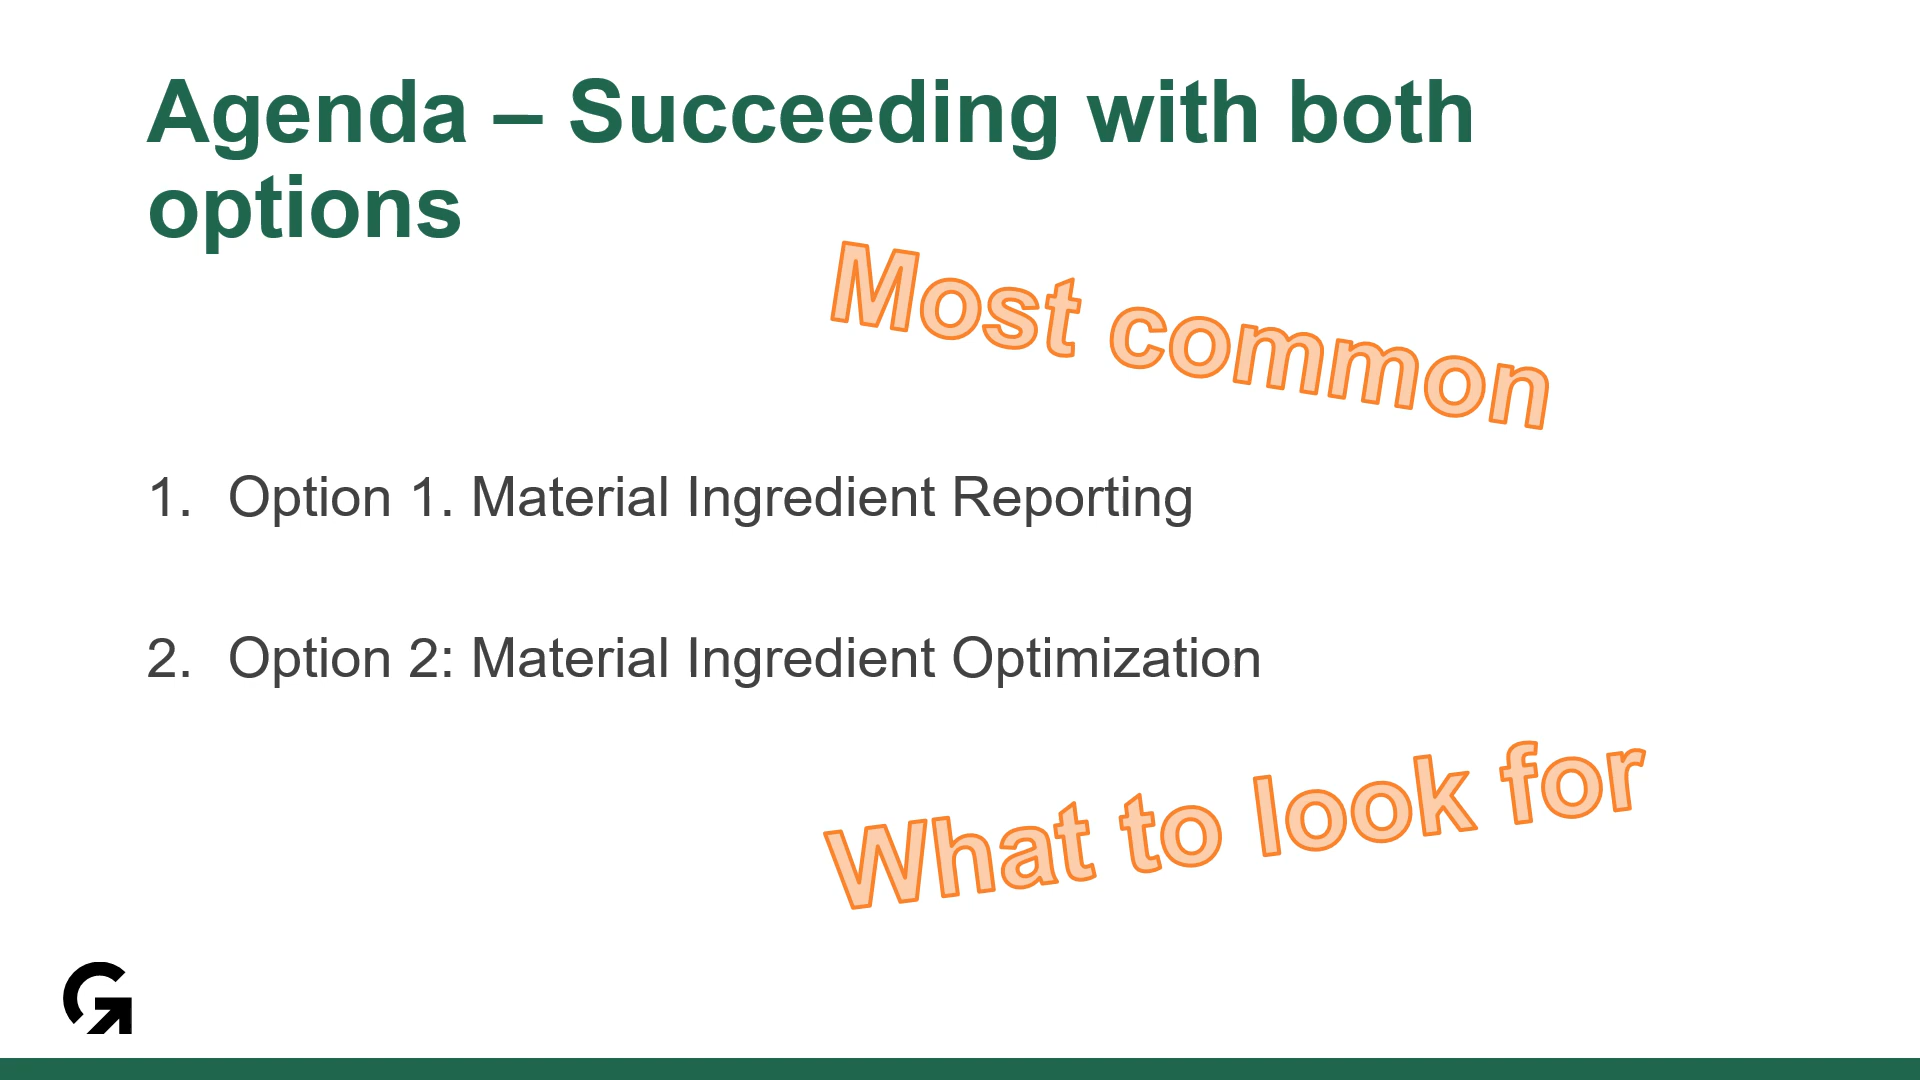 Agenda – Succeeding with both
options
Most common
1. Option 1. Material Ingredient Reporting
2. Option 2: Material Ingredient Optimization
What to look for